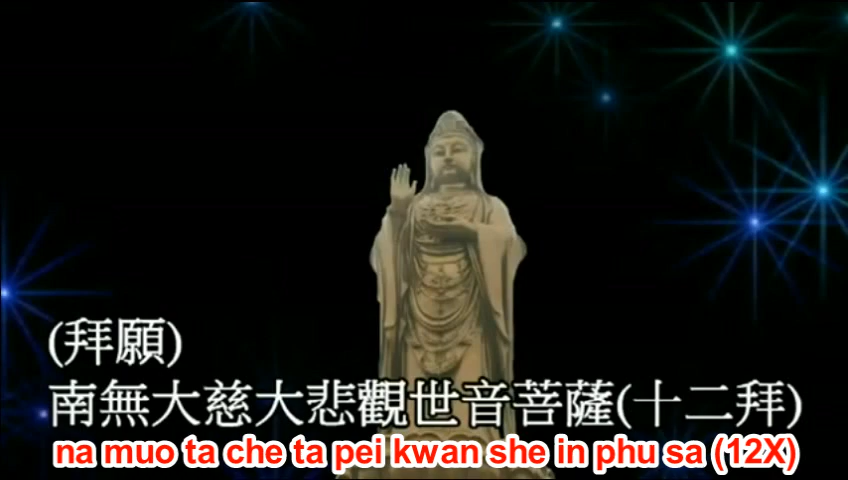 (拜願)
南無大慈大悲觀世音菩薩(十二拜)
na muo ta che ta pei kwan she in phu sa (12X)